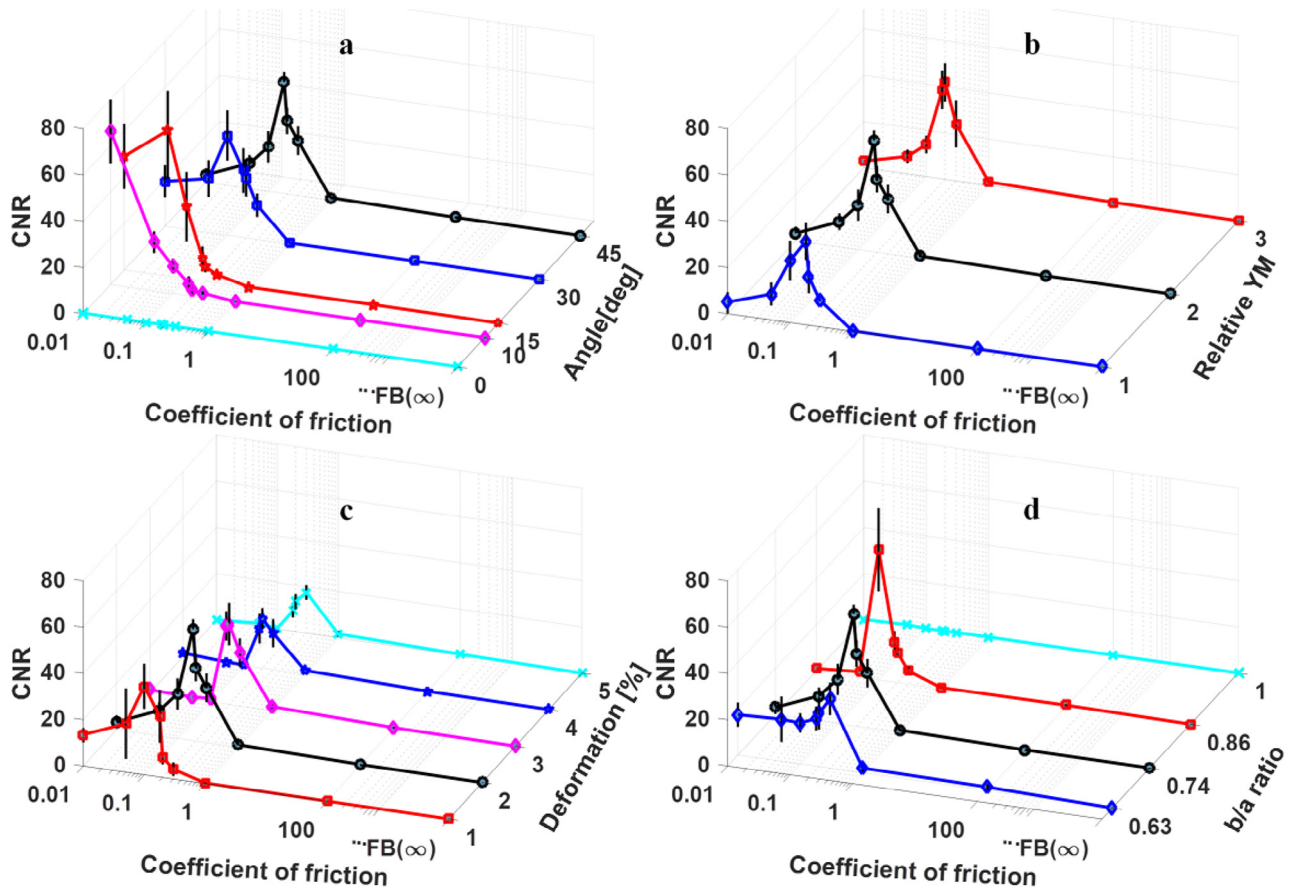 a
CNR
80
60
40
20
0
0.01
0.1
1
100
...FB(∞)
Coefficient of friction
0
10
15
30
45
Angle[deg]
b
CNR
80
60
40
20
0
0.01
0.1
1
100
...FB(∞)
Coefficient of friction
1
2
3
Relative YM
c
CNR
80
60
40
20
0
0.01
0.1
1
100
...FB(∞)
Coefficient of friction
1
2
3
4
5
Deformation [%]
d
CNR
80
60
40
20
0
0.01
0.1
1
100
...FB(∞)
Coefficient of friction
0.63
0.74
0.86
1
b/a ratio